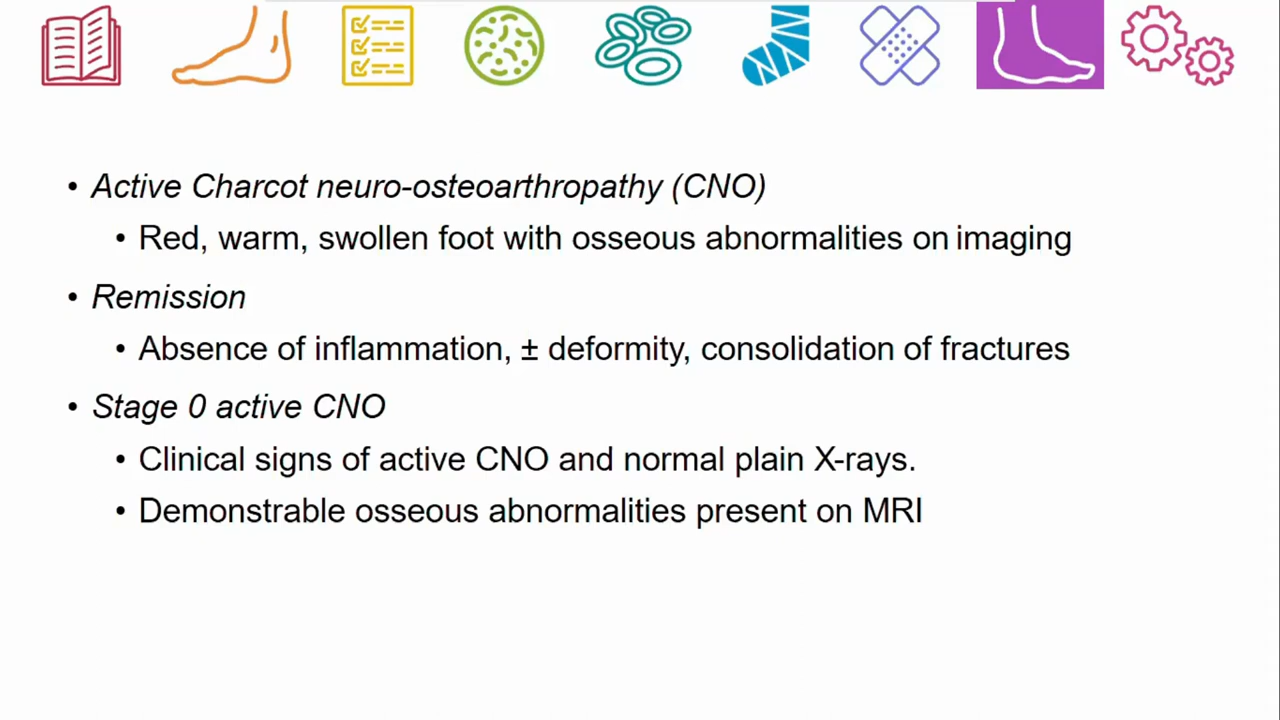 • Active Charcot neuro-osteoarthropathy (CNO)
• Red, warm, swollen foot with osseous abnormalities on imaging
• Remission
• Absence of inflammation, ± deformity, consolidation of fractures
• Stage 0 active CNO
• Clinical signs of active CNO and normal plain X-rays.
• Demonstrable osseous abnormalities present on MRI